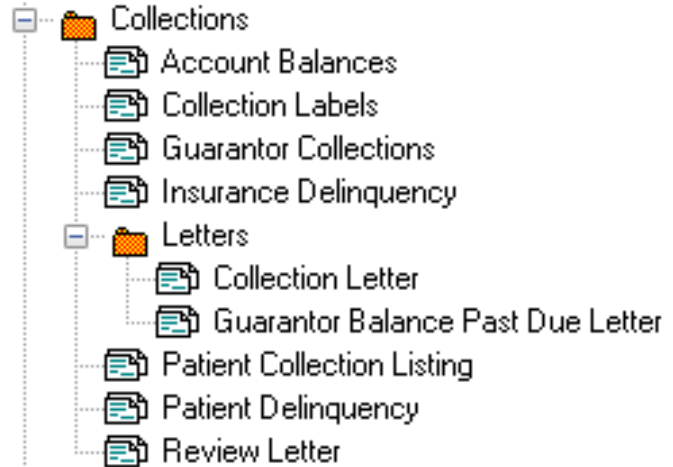 Collections
Account Balances
Collection Labels
Guarantor Collections
Insurance Delinquency
Letters
Collection Letter
Guarantor Balance Past Due Letter
Patient Collection Listing
Patient Delinquency
Review Letter